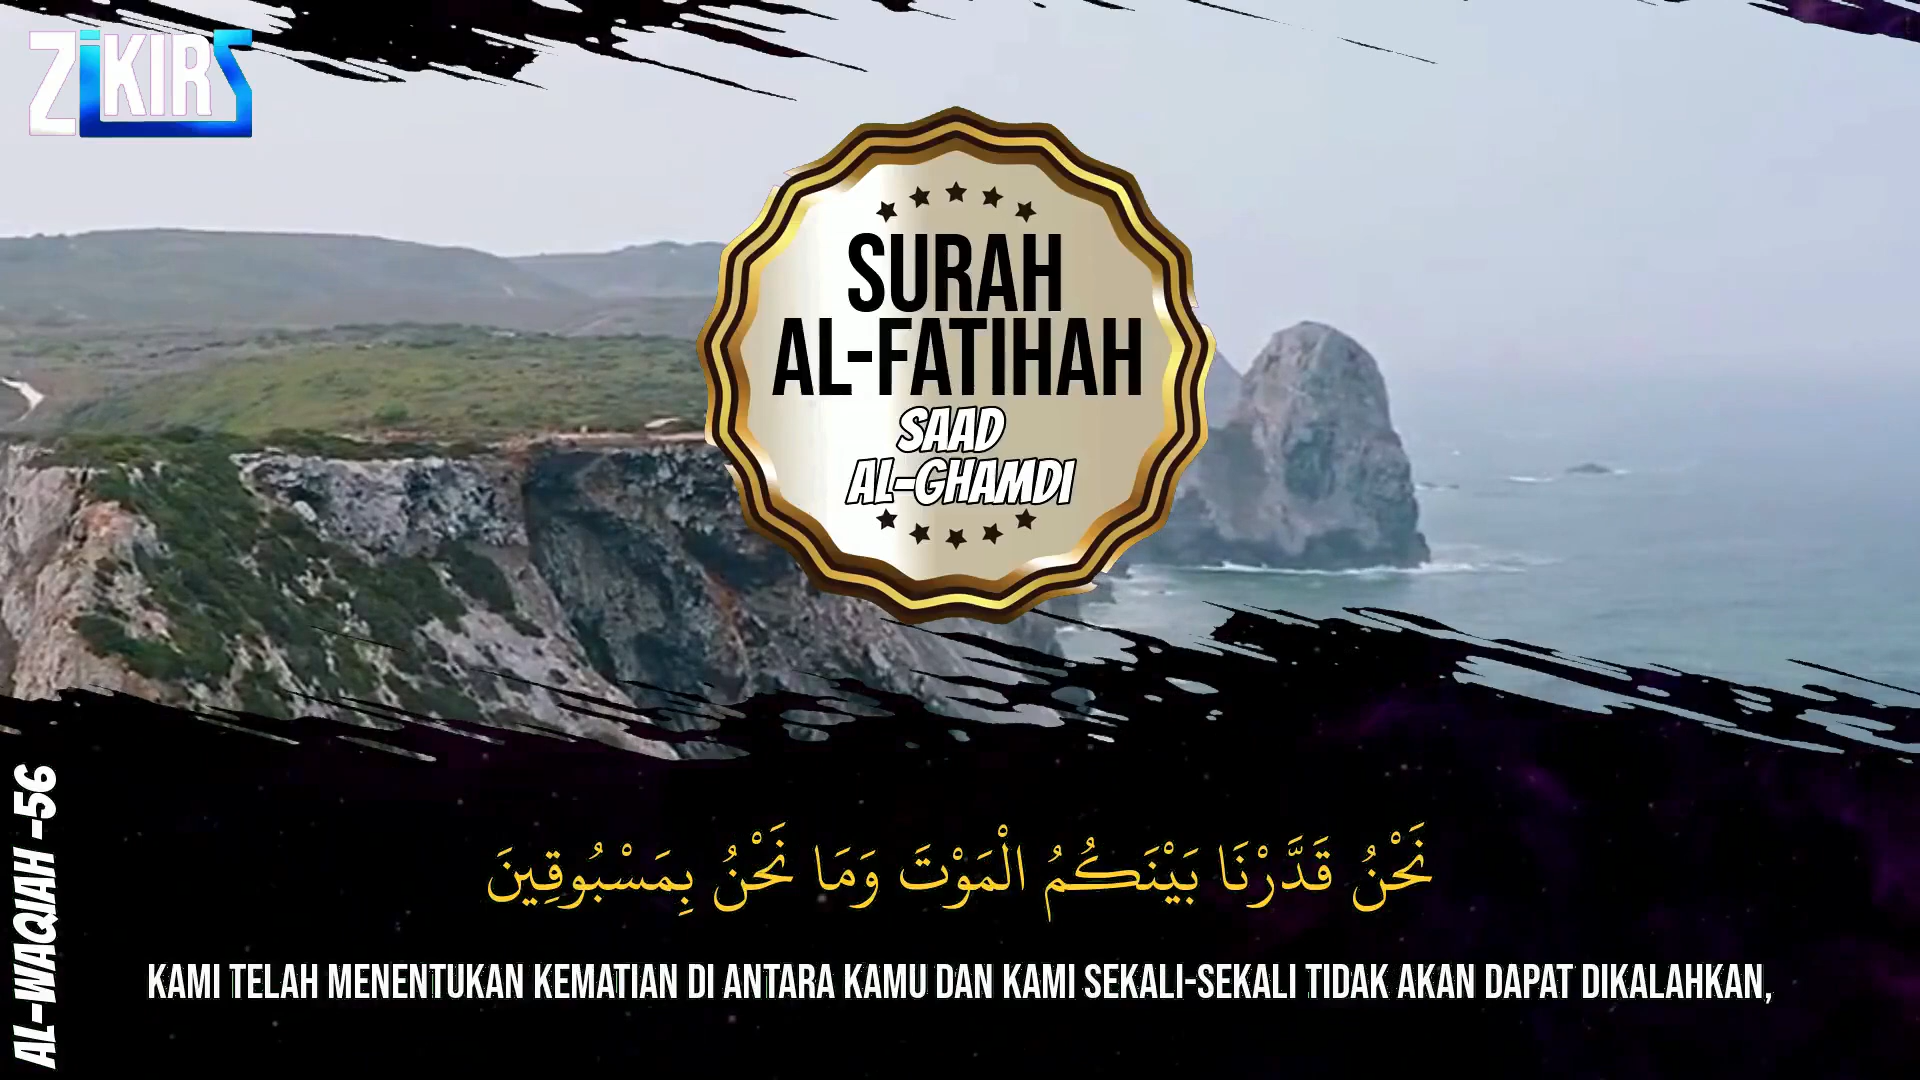 ZIKIRS
SURAH
AL-FATIHAH
SAAD
AL-GHAMDI
AL-WAQIAH -56
نَحْنُ قَدَّرْنَا بَيْنَكُمُ الْمَوْتَ وَمَا نَحْنُ بِمَسْبُوقِينَ
KAMI TELAH MENENTUKAN KEMATIAN DI ANTARA KAMU DAN KAMI SEKALI-SEKALI TIDAK AKAN DAPAT DIKALAHKAN,